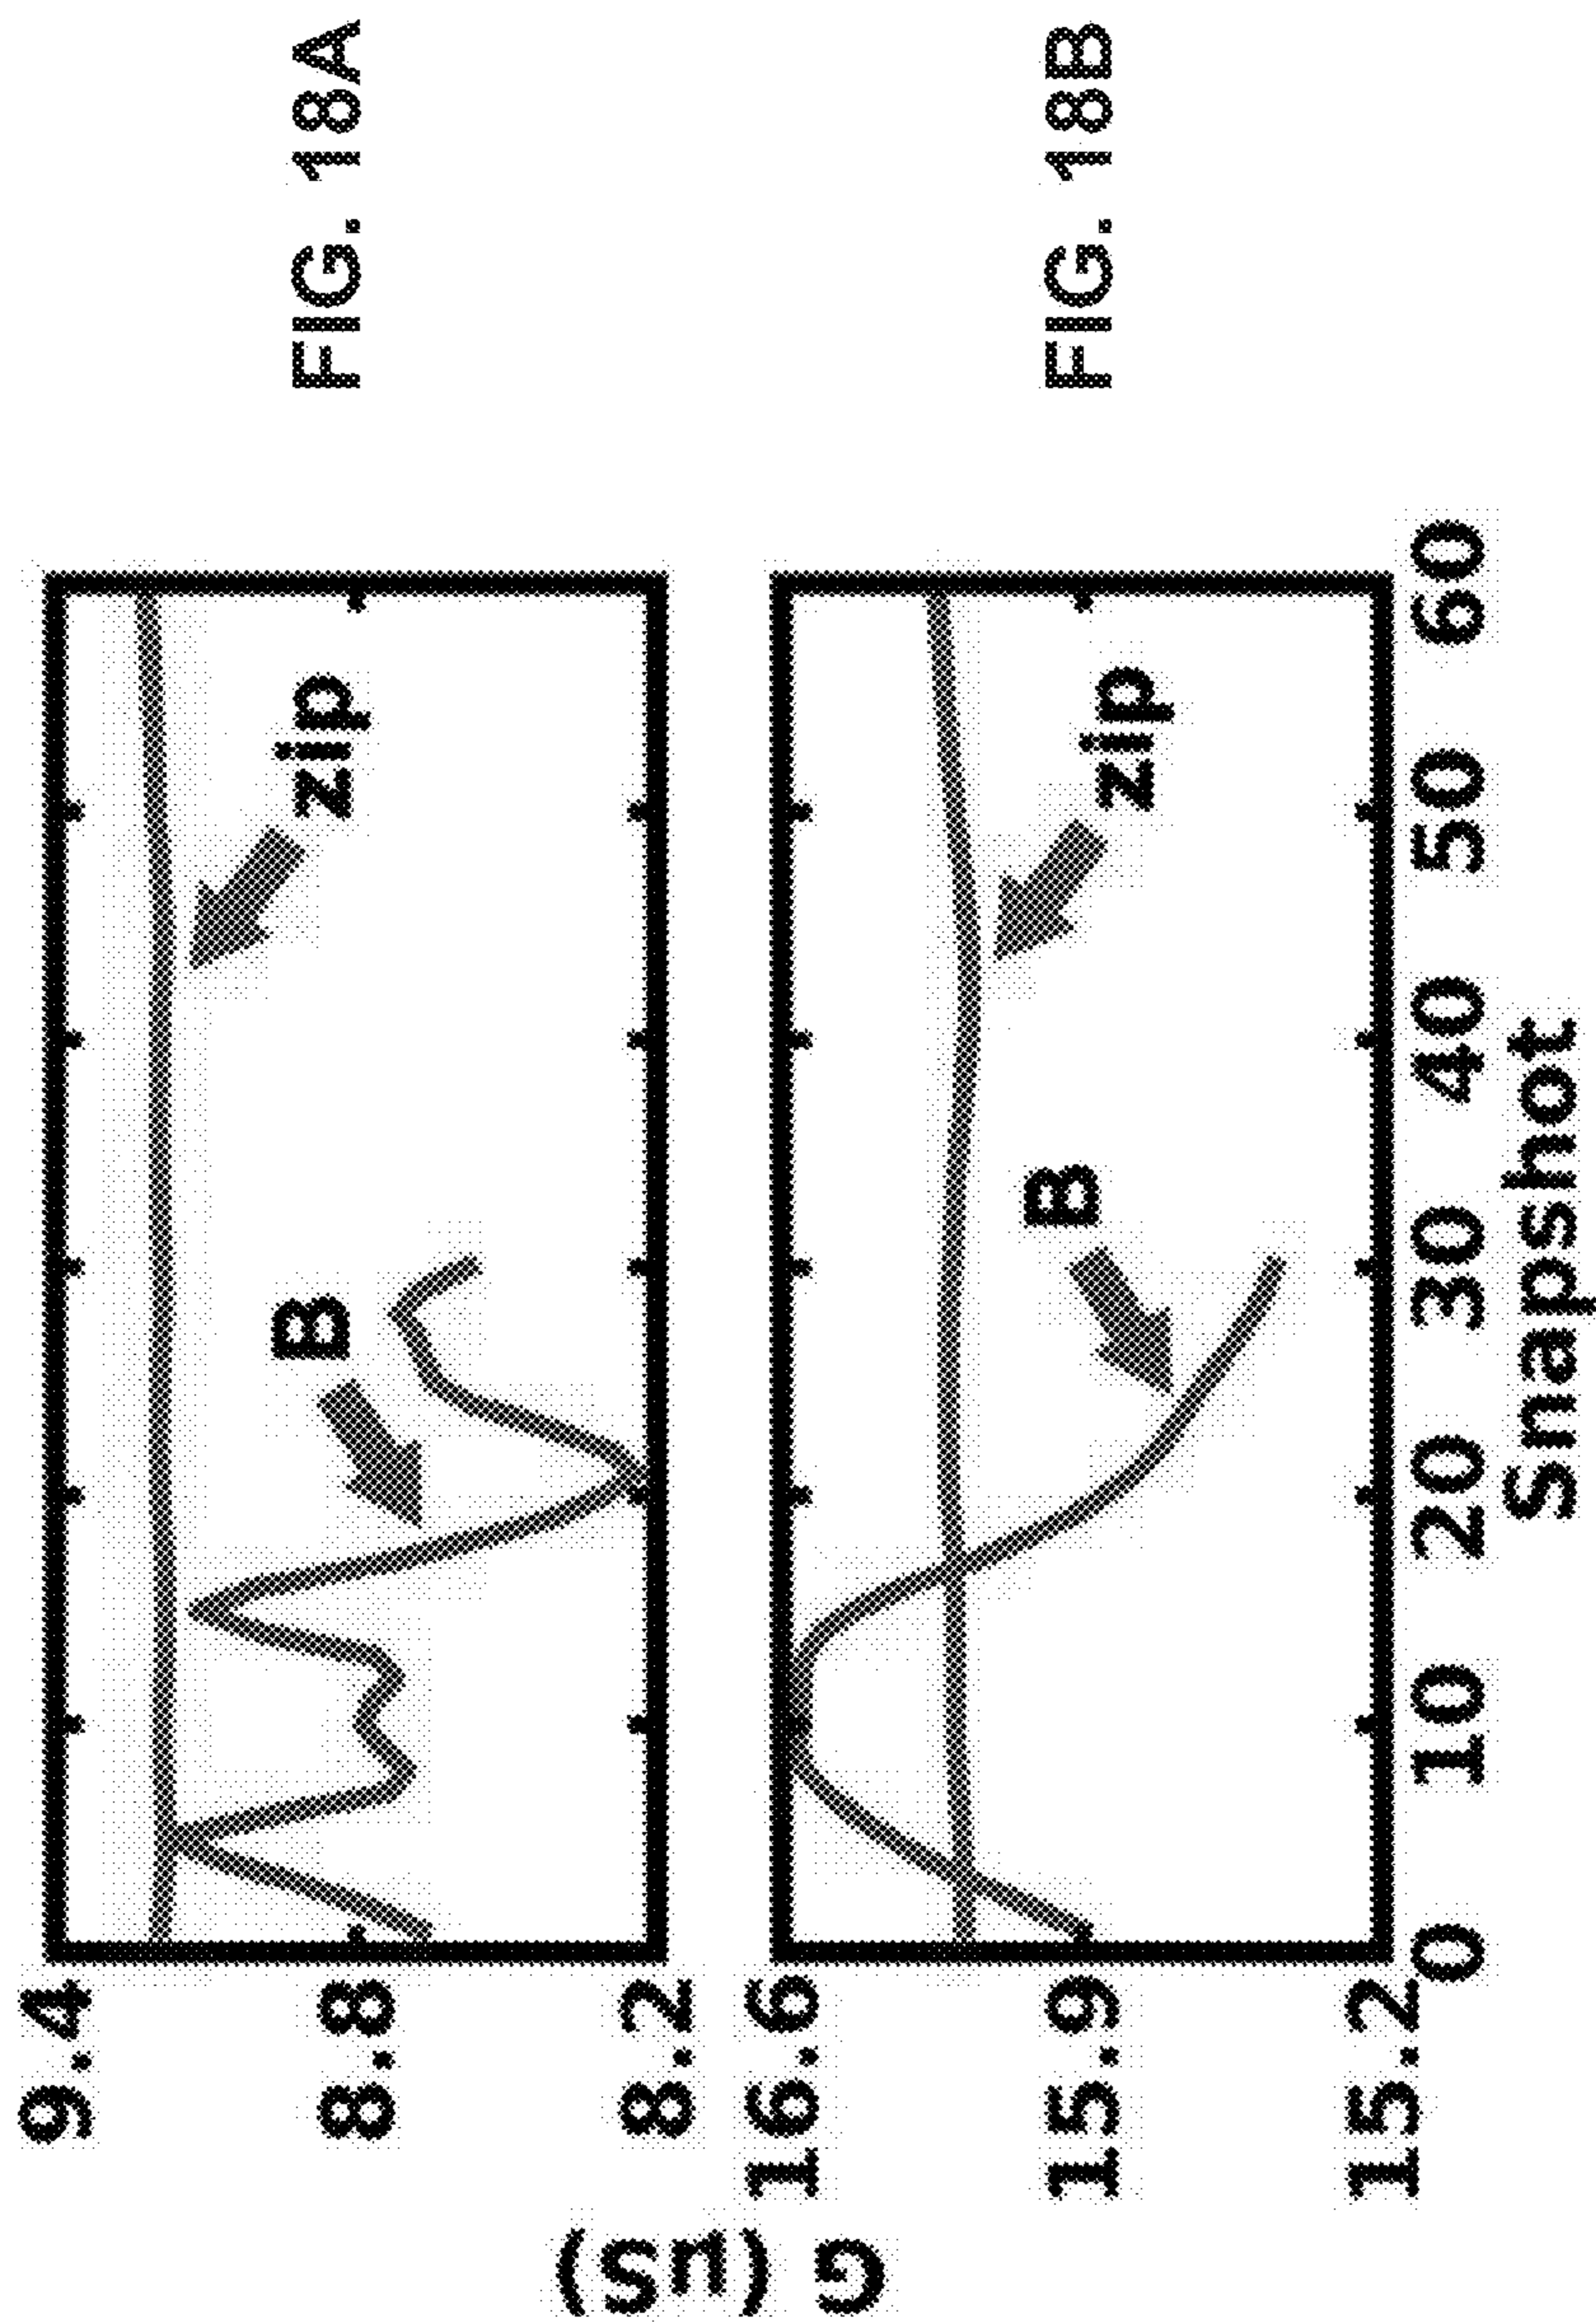 FIG. 18A
9.4
8.8
8.2
B
zip
FIG. 18B
16.6
15.9
15.2
B
zip
G (uS)
0 10 20 30 40 50 60
Snapshot